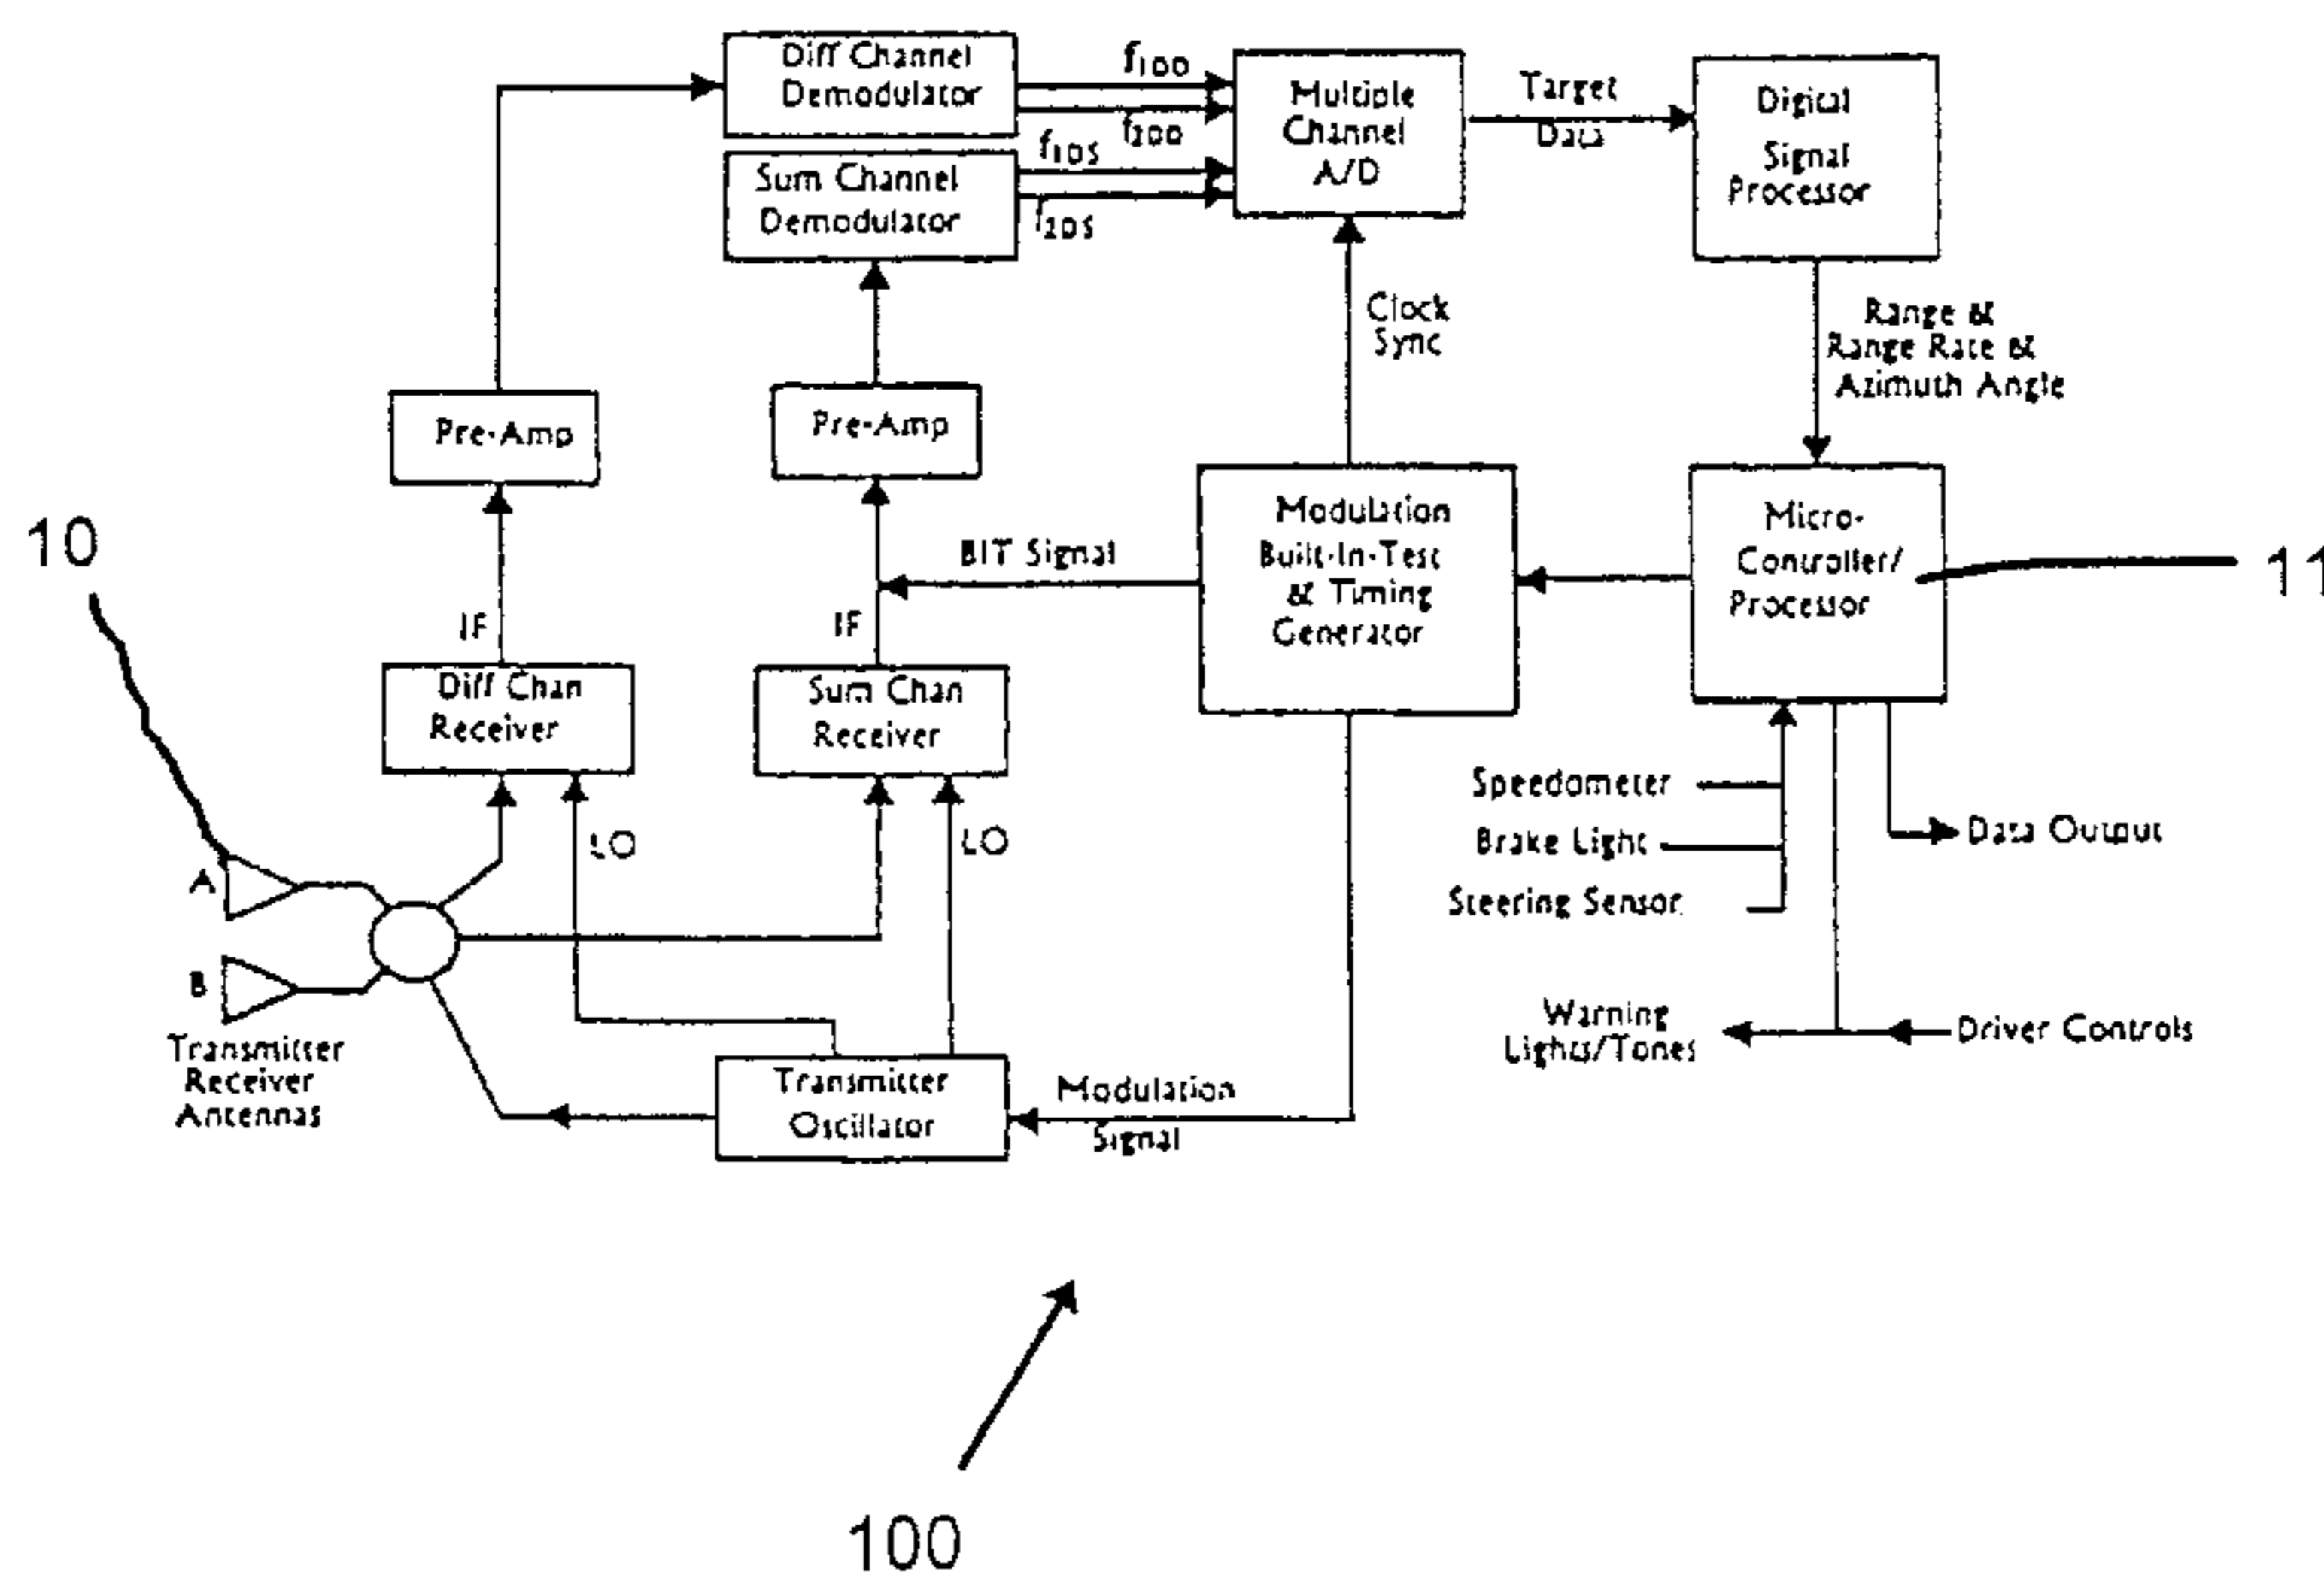 Diff Channel
Demodulator
f₁₀₀
f₂₀₀
Sum Channel
Demodulator
f₁₀₅
f₂₀₅
Multiple
Channel
A/D
Target
Data
Digital
Signal
Processor
Clock
Sync
Range &
Range Rate &
Azimuth Angle
Pre-Amp
Pre-Amp
10
IF
BIT Signal
IF
Modulation
Built-In-Test
& Timing
Generator
Micro-
Controller/
Processor
11
Diff Chan
Receiver
Sum Chan
Receiver
LO
LO
Speedometer
Brake Light
Steering Sensor
Data Output
A
B
Transmitter
Receiver
Antennas
Transmitter
Oscillator
Modulation
Signal
Warning
Lights/Tones
Driver Controls
100